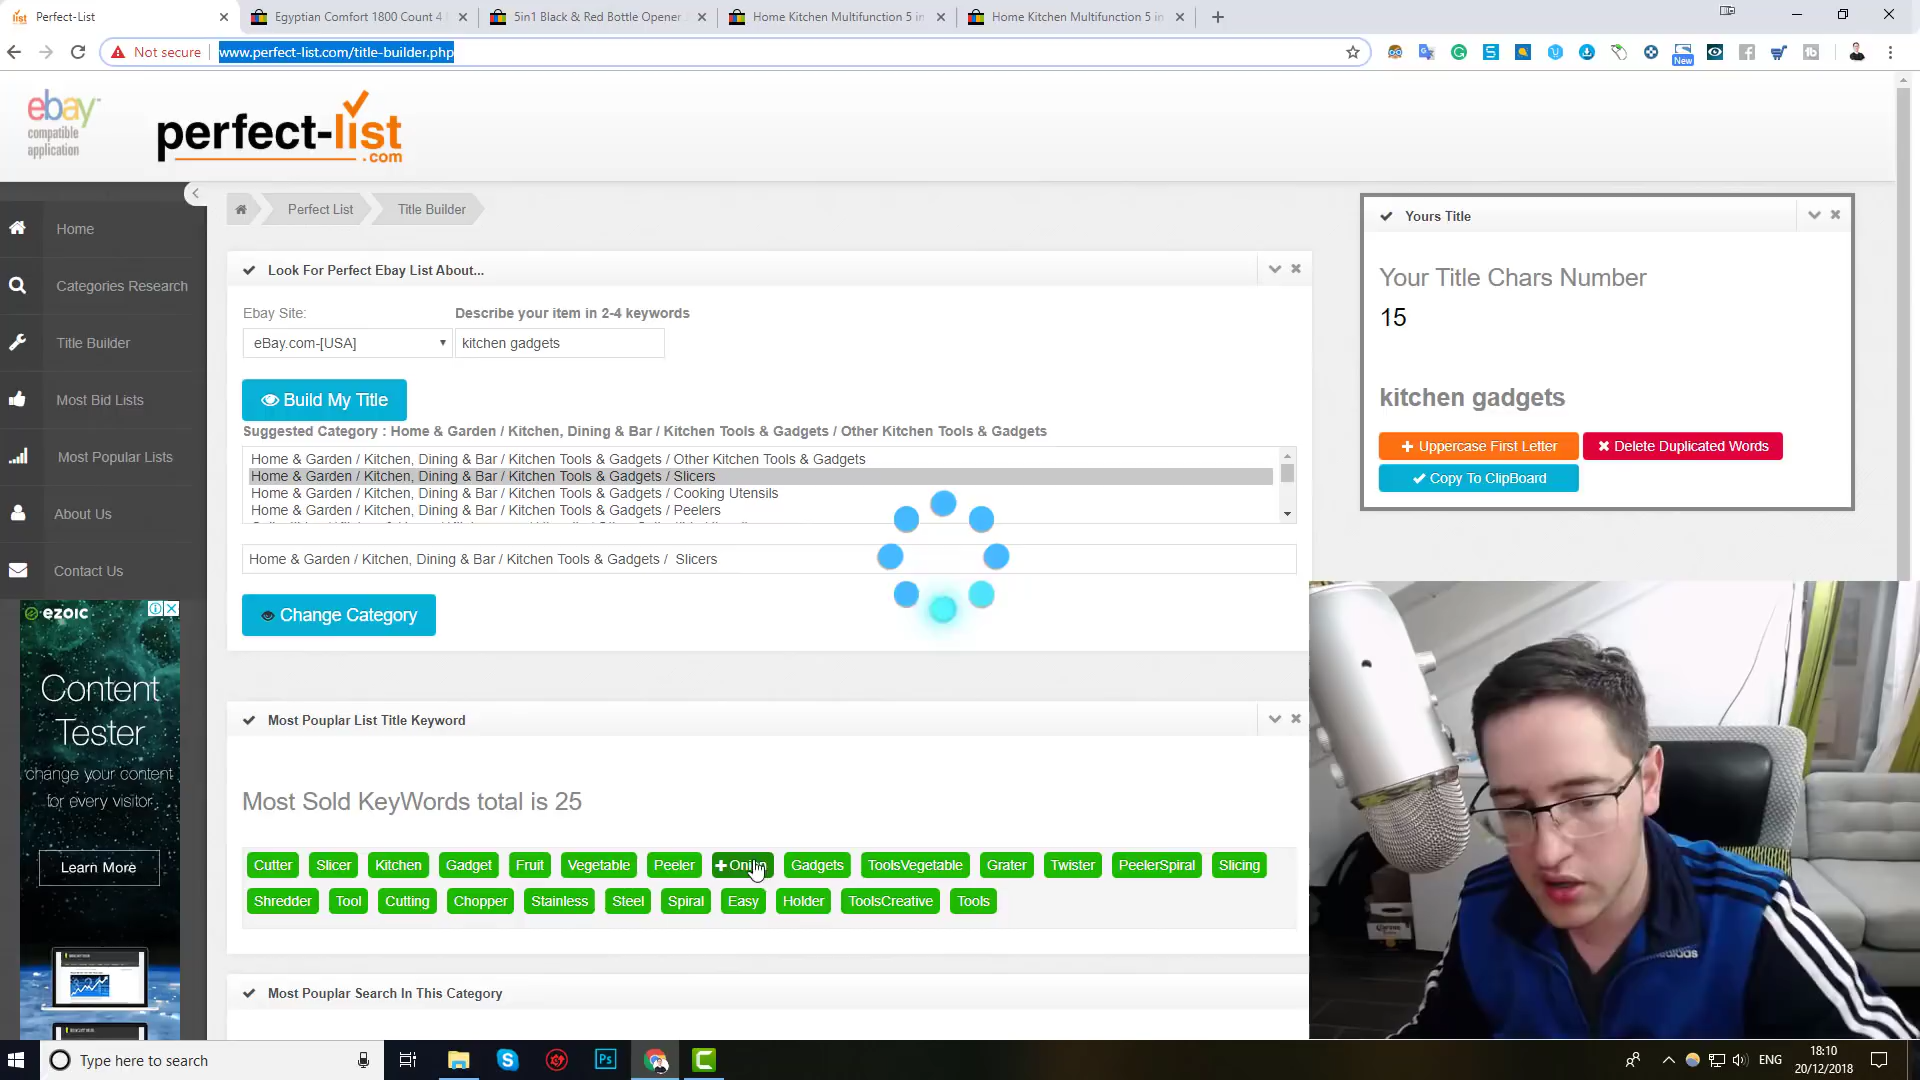 Perfect-List
Egyptian Comfort 1800 Count 4
5in1 Black & Red Bottle Opener
Home Kitchen Multifunction 5 in
Home Kitchen Multifunction 5 in
Not secure
www.perfect-list.com/title-builder.php
New
ebay
compatible
application
perfect-list
.com
Home
Categories Research
Title Builder
Most Bid Lists
Most Popular Lists
About Us
Contact Us
Perfect List
Title Builder
Look For Perfect Ebay List About...
Ebay Site:
Describe your item in 2-4 keywords
eBay.com-[USA]
kitchen gadgets
Build My Title
Suggested Category : Home & Garden / Kitchen, Dining & Bar / Kitchen Tools & Gadgets / Other Kitchen Tools & Gadgets
Home & Garden / Kitchen, Dining & Bar / Kitchen Tools & Gadgets / Other Kitchen Tools & Gadgets
Home & Garden / Kitchen, Dining & Bar / Kitchen Tools & Gadgets / Slicers
Home & Garden / Kitchen, Dining & Bar / Kitchen Tools & Gadgets / Cooking Utensils
Home & Garden / Kitchen, Dining & Bar / Kitchen Tools & Gadgets / Peelers
Home & Garden / Kitchen, Dining & Bar / Kitchen Tools & Gadgets / Slicers
Change Category
Most Pouplar List Title Keyword
Most Sold KeyWords total is 25
Cutter Slicer Kitchen Gadget Fruit Vegetable Peeler Gadgets ToolsVegetable Grater Twister PeelerSpiral Slicing
Shredder Tool Cutting Chopper Stainless Steel Spiral Easy Holder ToolsCreative Tools
Most Pouplar Search In This Category
Yours Title
Your Title Chars Number
15
kitchen gadgets
Uppercase First Letter
Delete Duplicated Words
Copy To ClipBoard
ezoic
Content
Tester
change your content
for every visitor
Learn More
adidas
Type here to search
Ps
ENG
18:10
20/12/2018